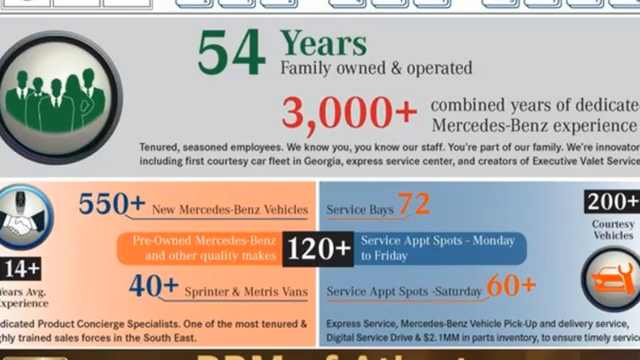 54 Years
Family owned & operated
3,000+ combined years of dedicate
Mercedes-Benz experience
Tenured, seasoned employees. We know you, you know our staff. You're part of our family. We're innovator
including first courtesy car fleet in Georgia, express service center, and creators of Executive Valet Service
550+ New Mercedes-Benz Vehicles
Pre-Owned Mercedes-Benz
and other quality makes
120+
40+ Sprinter & Metris Vans
14+
Years Avg.
xperience
dicated Product Concierge Specialists. One of the most tenured &
ghly trained sales forces in the South East.
Service Bays 72
Service Appt Spots - Monday
to Friday
Service Appt Spots -Saturday 60+
200+
Courtesy
Vehicles
Express Service, Mercedes-Benz Vehicle Pick-Up and delivery service,
Digital Service Drive & $2.1MM in parts inventory, to ensure timely servic